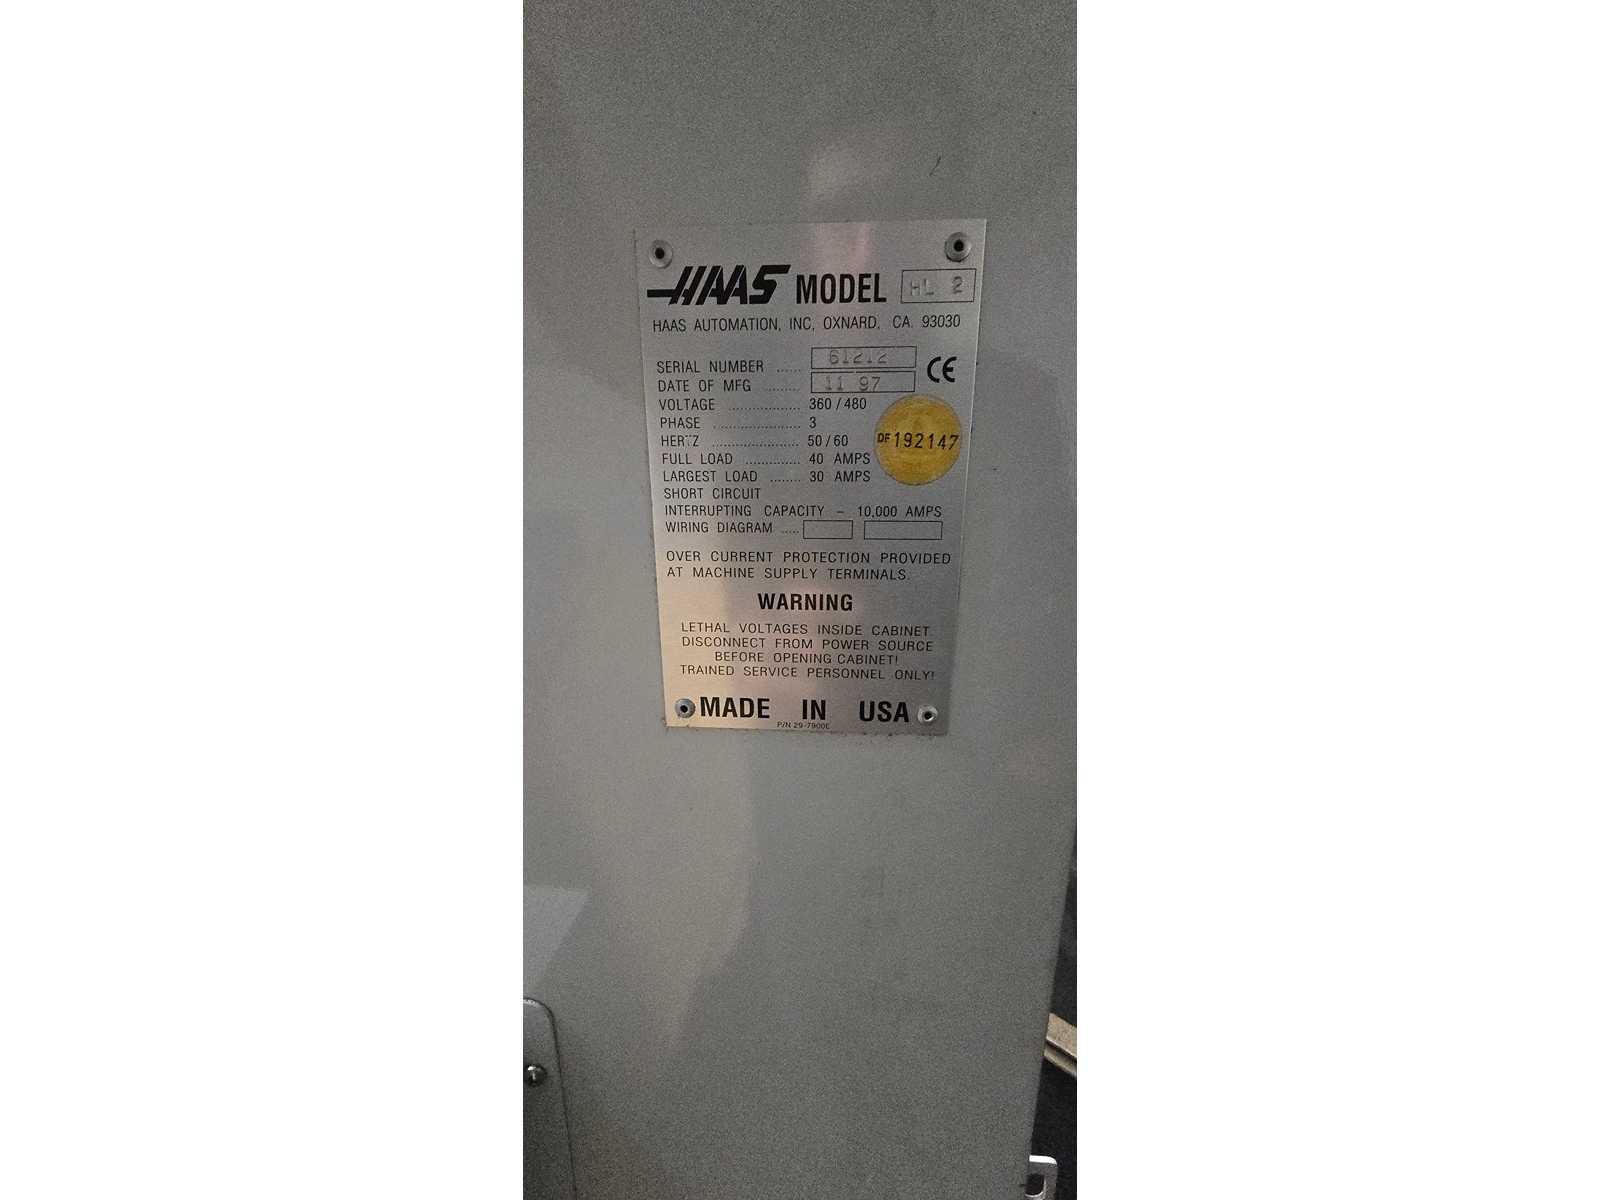 HAAS MODEL HL 2
HAAS AUTOMATION, INC, OXNARD, CA. 93030
SERIAL NUMBER ...... 61212
CE
DATE OF MFG ........ 11 97
VOLTAGE .................. 360 / 480
PHASE ...................... 3
HERTZ ...................... 50 / 60
DF 192147
FULL LOAD .............. 40 AMPS
LARGEST LOAD ........ 30 AMPS
SHORT CIRCUIT
INTERRUPTING CAPACITY – 10,000 AMPS
WIRING DIAGRAM .....
OVER CURRENT PROTECTION PROVIDED
AT MACHINE SUPPLY TERMINALS.
WARNING
LETHAL VOLTAGES INSIDE CABINET.
DISCONNECT FROM POWER SOURCE
BEFORE OPENING CABINET!
TRAINED SERVICE PERSONNEL ONLY!
MADE IN USA
P/N 29-7900E